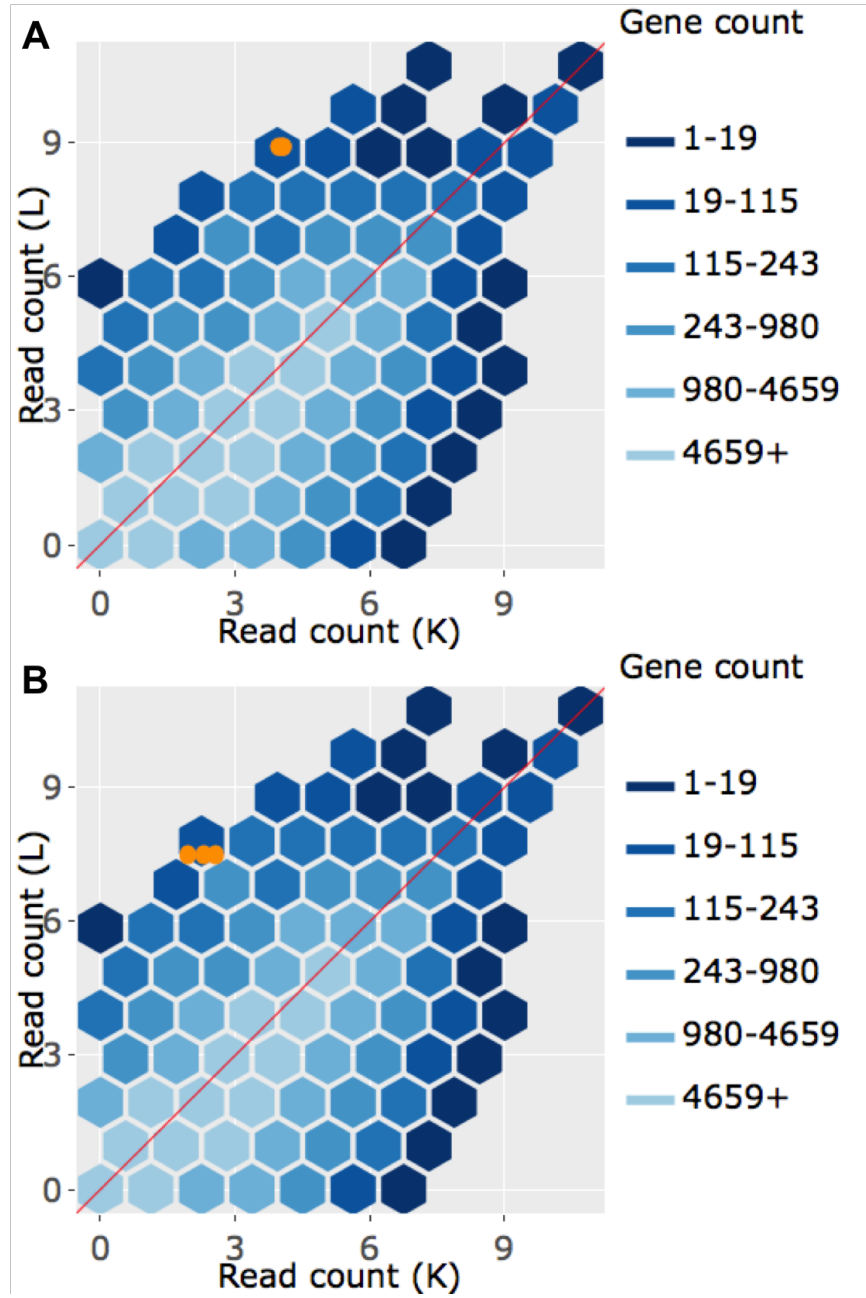 A
Gene count
1-19
19-115
115-243
243-980
980-4659
4659+
Read count (L)
9
6
3
0
0 3 6 9
Read count (K)
B
Gene count
1-19
19-115
115-243
243-980
980-4659
4659+
Read count (L)
9
6
3
0
0 3 6 9
Read count (K)